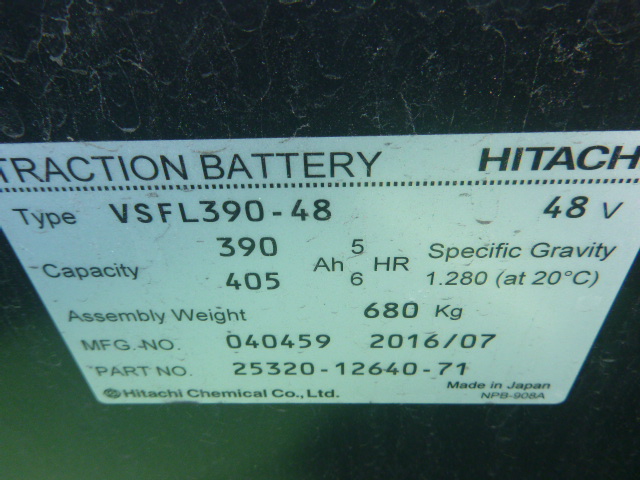 TRACTION BATTERY HITACH
Type VSFL390-48 48 V
Capacity 390 Ah 5 HR Specific Gravity
405 6 1.280 (at 20°C)
Assembly Weight 680 Kg
MFG.-NO. 040459 2016/07
PART NO. 25320-12640-71
Hitachi Chemical Co., Ltd. Made in Japan
NPB-908A